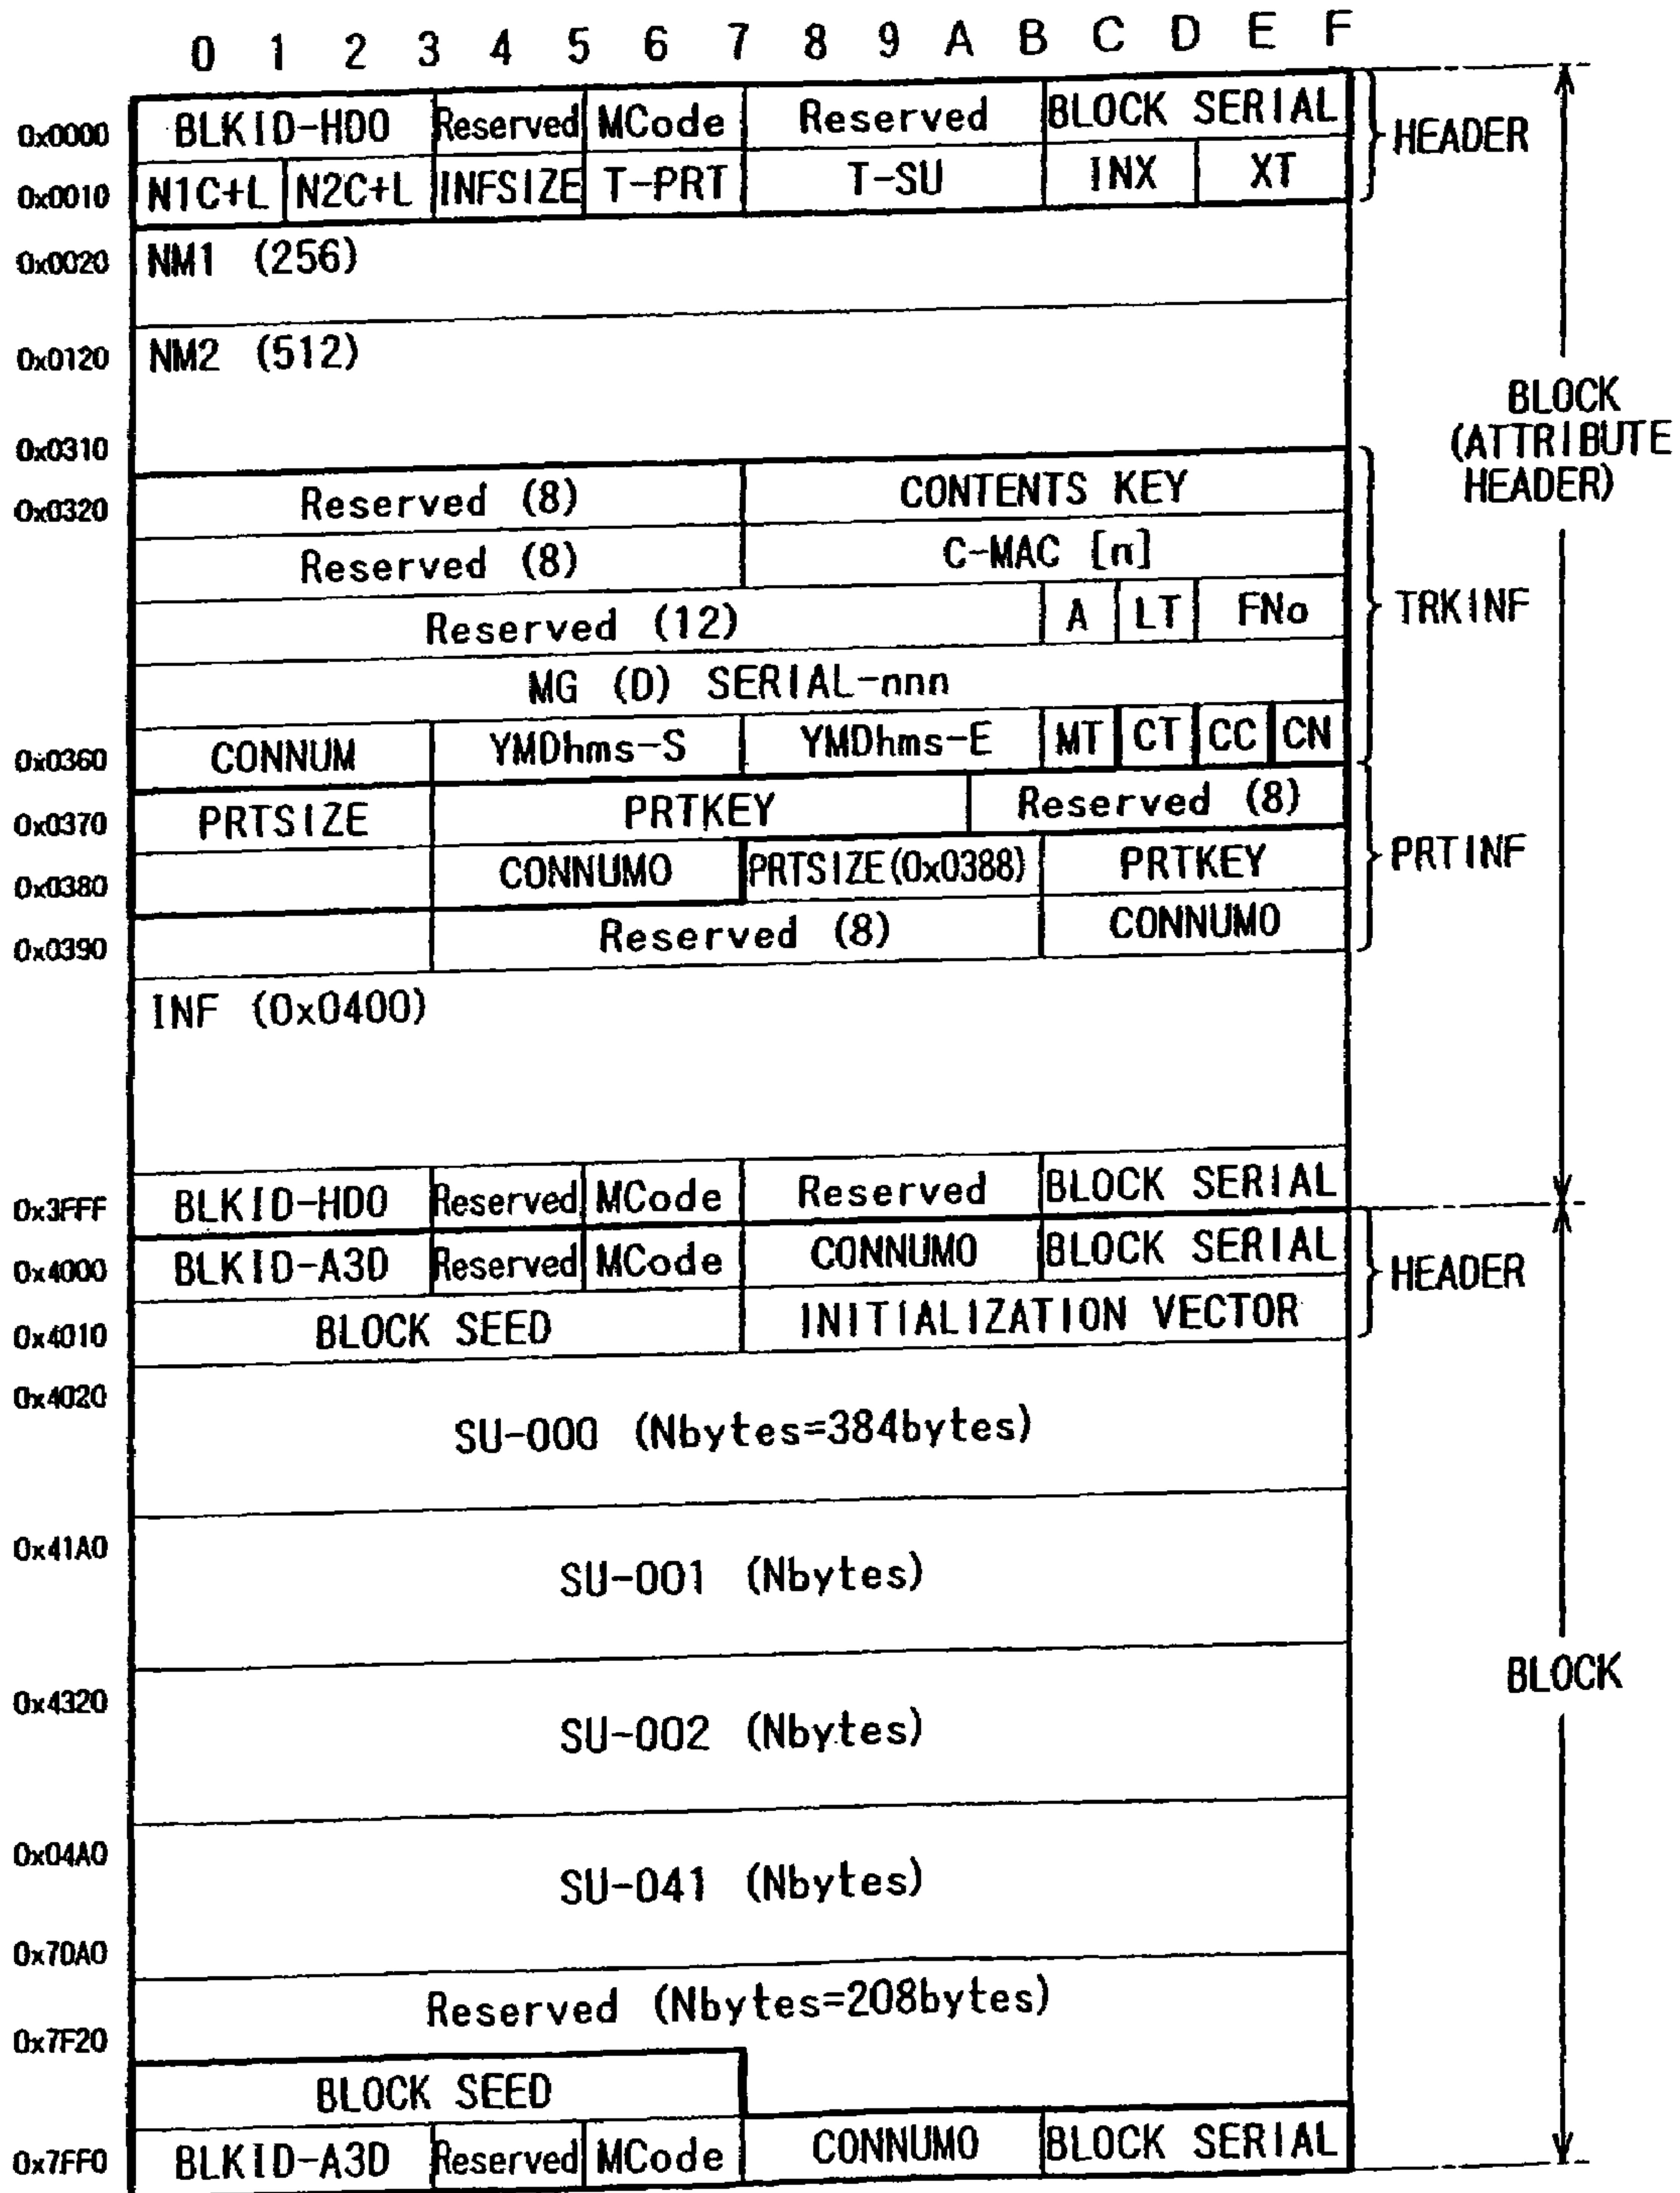 0 1 2 3 4 5 6 7 8 9 A B C D E F
0x0000 BLKID-HD0 Reserved MCode Reserved BLOCK SERIAL HEADER
0x0010 N1C+L N2C+L INFSIZE T-PRT T-SU INX XT
0x0020 NM1 (256)
0x0120 NM2 (512)
BLOCK
(ATTRIBUTE
HEADER)
0x0310
0x0320 Reserved (8) CONTENTS KEY
Reserved (8) C-MAC [n]
Reserved (12) A LT FNo TRKINF
MG (D) SERIAL-nnn
0x0360 CONNUM YMDhms-S YMDhms-E MT CT CC CN
0x0370 PRTSIZE PRTKEY Reserved (8)
0x0380 CONNUMO PRTSIZE(0x0388) PRTKEY PRTINF
0x0390 Reserved (8) CONNUMO
INF (0x0400)
0x3FFF BLKID-HD0 Reserved MCode Reserved BLOCK SERIAL
0x4000 BLKID-A3D Reserved MCode CONNUMO BLOCK SERIAL HEADER
0x4010 BLOCK SEED INITIALIZATION VECTOR
0x4020
SU-000 (Nbytes=384bytes)
0x41A0
SU-001 (Nbytes)
0x4320
SU-002 (Nbytes)
BLOCK
0x04A0
SU-041 (Nbytes)
0x70A0
Reserved (Nbytes=208bytes)
0x7F20
BLOCK SEED
0x7FF0 BLKID-A3D Reserved MCode CONNUMO BLOCK SERIAL